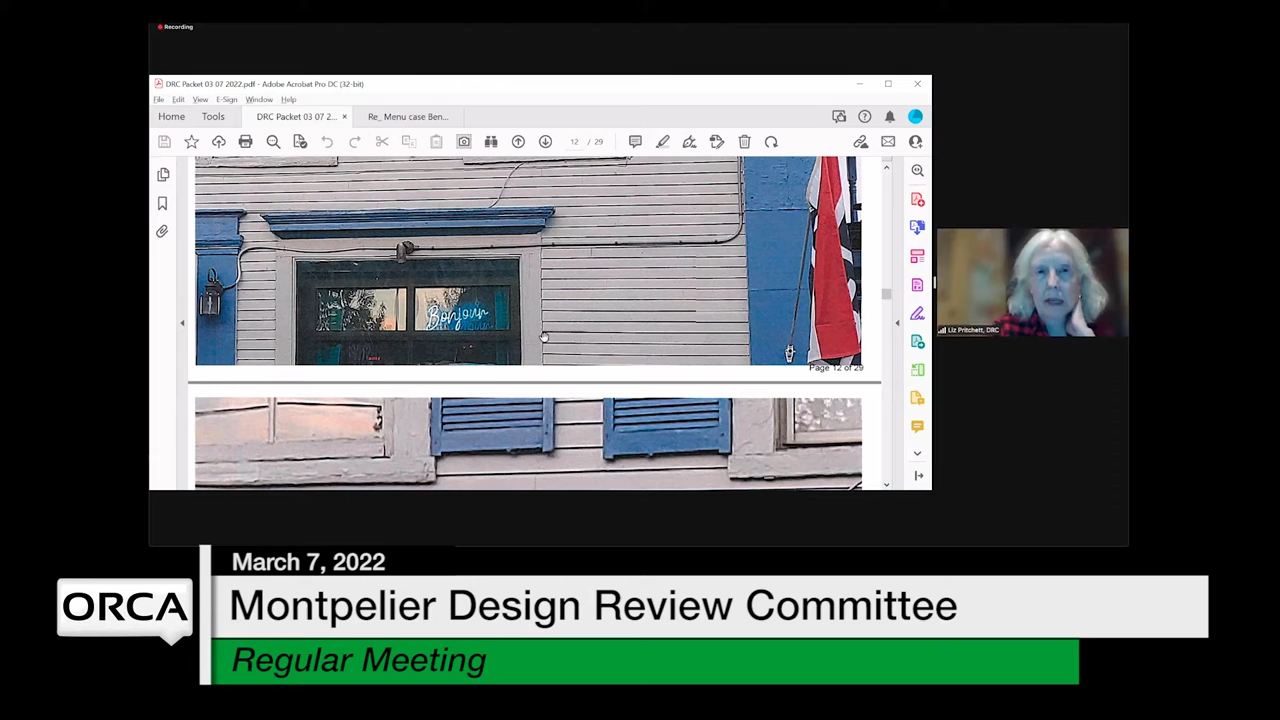 Recording
DRC Packet 03 07 2022.pdf - Adobe Acrobat Pro DC (32-bit)
File Edit View E-Sign Window Help
Home Tools DRC Packet 03 07 2... × Re_ Menu case Ben...
12 / 29
Bonjour
Page 12 of 29
Liz Pritchett, DRC
March 7, 2022
ORCA
Montpelier Design Review Committee
Regular Meeting